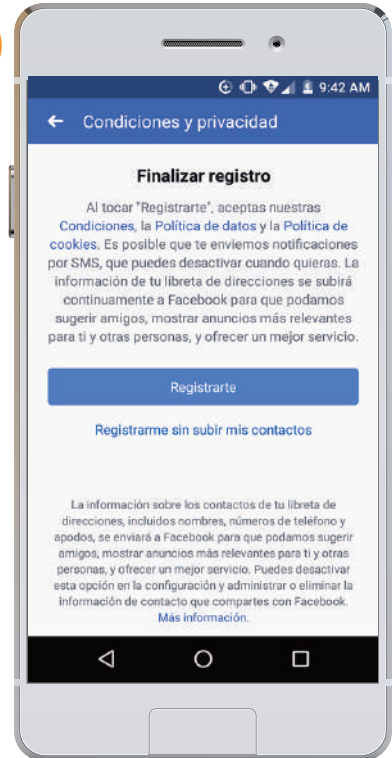 9:42 AM
Condiciones y privacidad
Finalizar registro
Al tocar "Registrarte", aceptas nuestras
Condiciones, la Política de datos y la Política de
cookies. Es posible que te enviemos notificaciones
por SMS, que puedes desactivar cuando quieras. La
información de tu libreta de direcciones se subirá
continuamente a Facebook para que podamos
sugerir amigos, mostrar anuncios más relevantes
para ti y otras personas, y ofrecer un mejor servicio.
Registrarte
Registrarme sin subir mis contactos
La información sobre los contactos de tu libreta de
direcciones, incluidos nombres, números de teléfono y
apodos, se enviará a Facebook para que podamos sugerir
amigos, mostrar anuncios más relevantes para ti y otras
personas, y ofrecer un mejor servicio. Puedes desactivar
esta opción en la configuración y administrar o eliminar la
información de contacto que compartes con Facebook.
Más información.